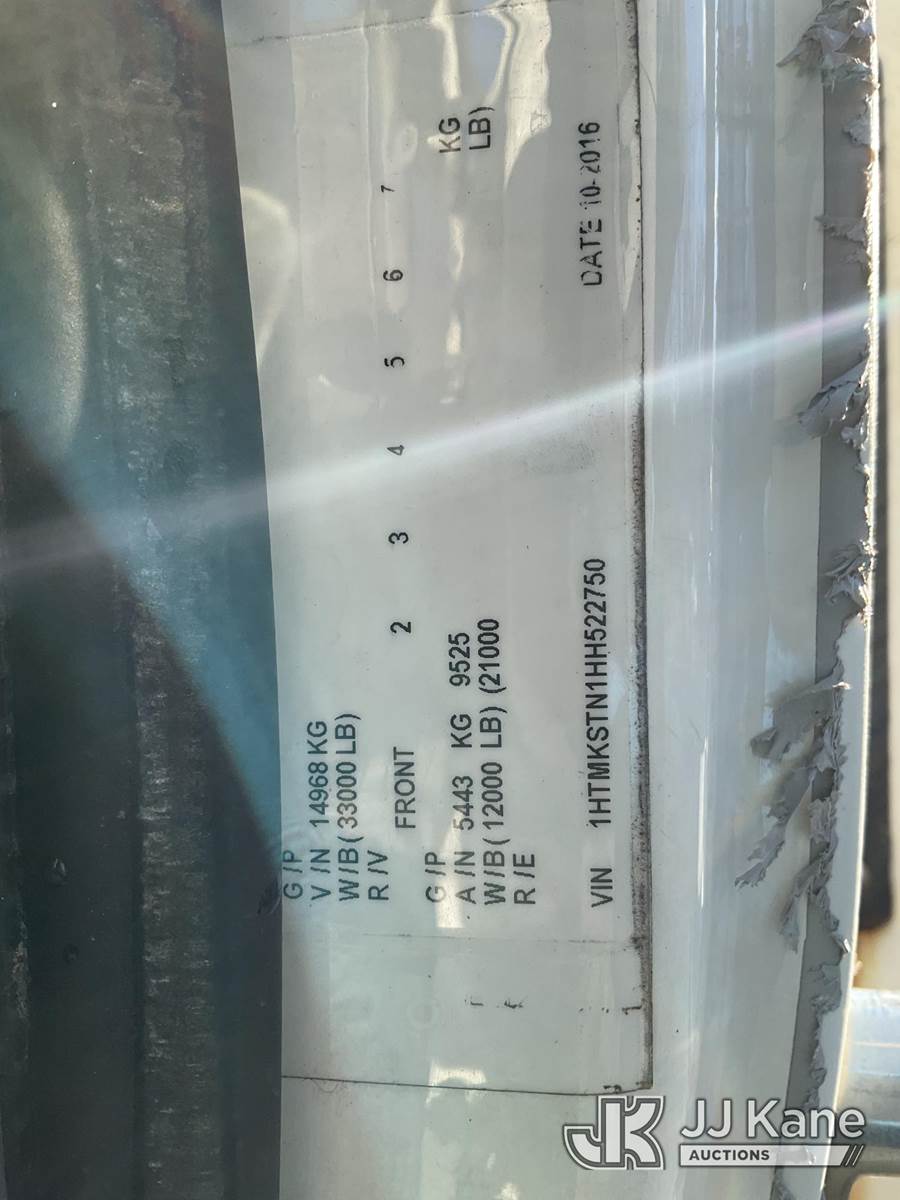 G /P
V /N 14968 KG
W/B ( 33000 LB)
R /V
FRONT 2 3 4 5 6 7
G /P
A /N 5443 KG 9525 KG
W/B ( 12000 LB) (21000 LB)
R /E
VIN 1HTMKSTN1HH522750 DATE 10-2016
JK JJ Kane
AUCTIONS